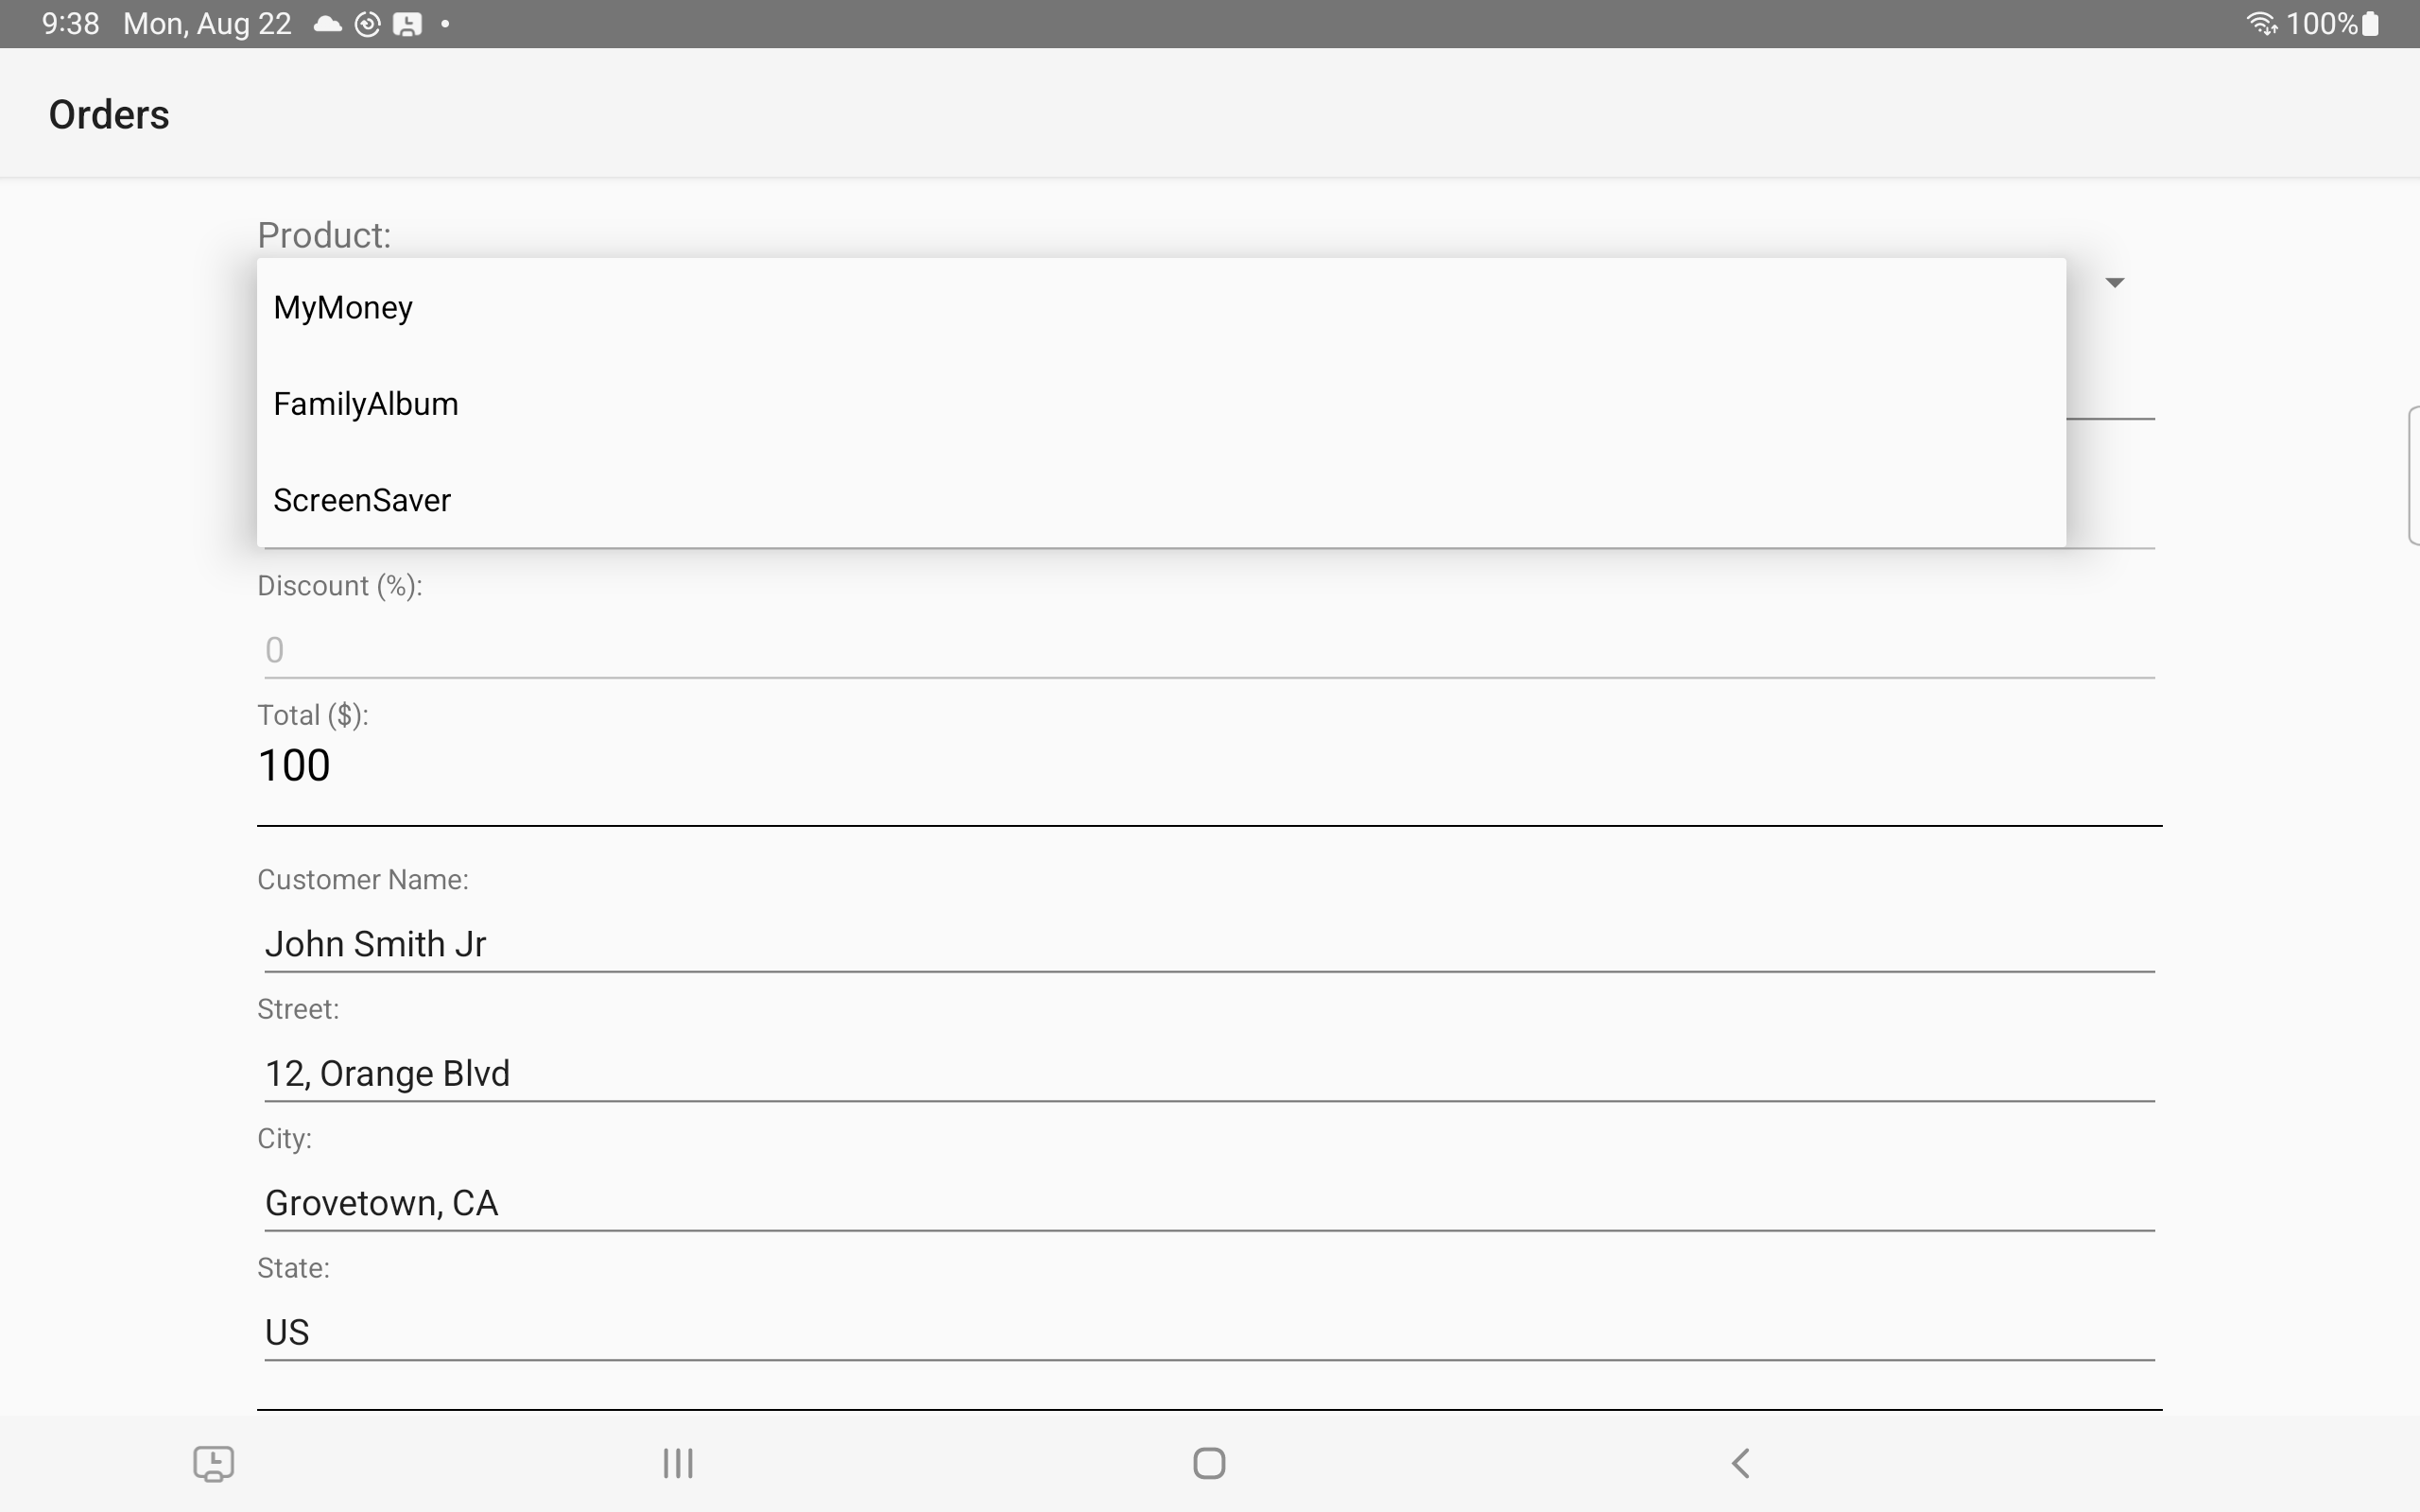 9:38 Mon, Aug 22
100%
Orders
Product:
MyMoney
FamilyAlbum
ScreenSaver
Discount (%):
0
Total ($):
100
Customer Name:
John Smith Jr
Street:
12, Orange Blvd
City:
Grovetown, CA
State:
US